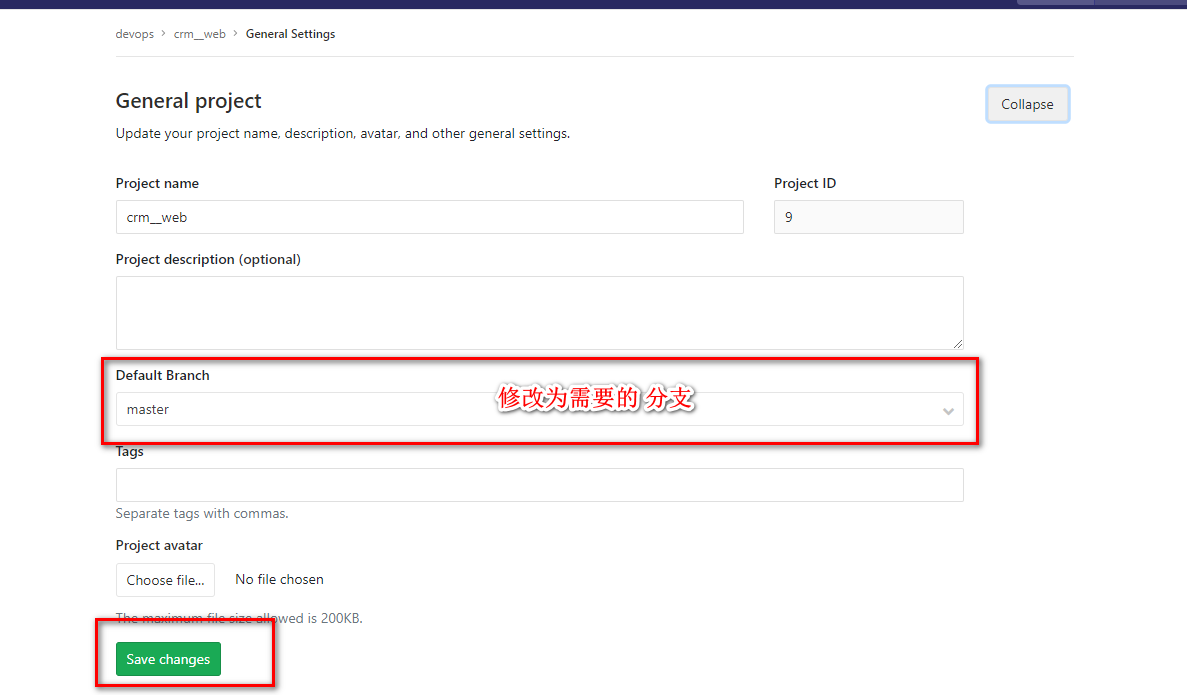 devops > crm__web > General Settings
General project
Collapse
Update your project name, description, avatar, and other general settings.
Project name
Project ID
crm__web
9
Project description (optional)
Default Branch
修改为需要的 分支
master
Tags
Separate tags with commas.
Project avatar
Choose file...
No file chosen
The maximum file size allowed is 200KB.
Save changes